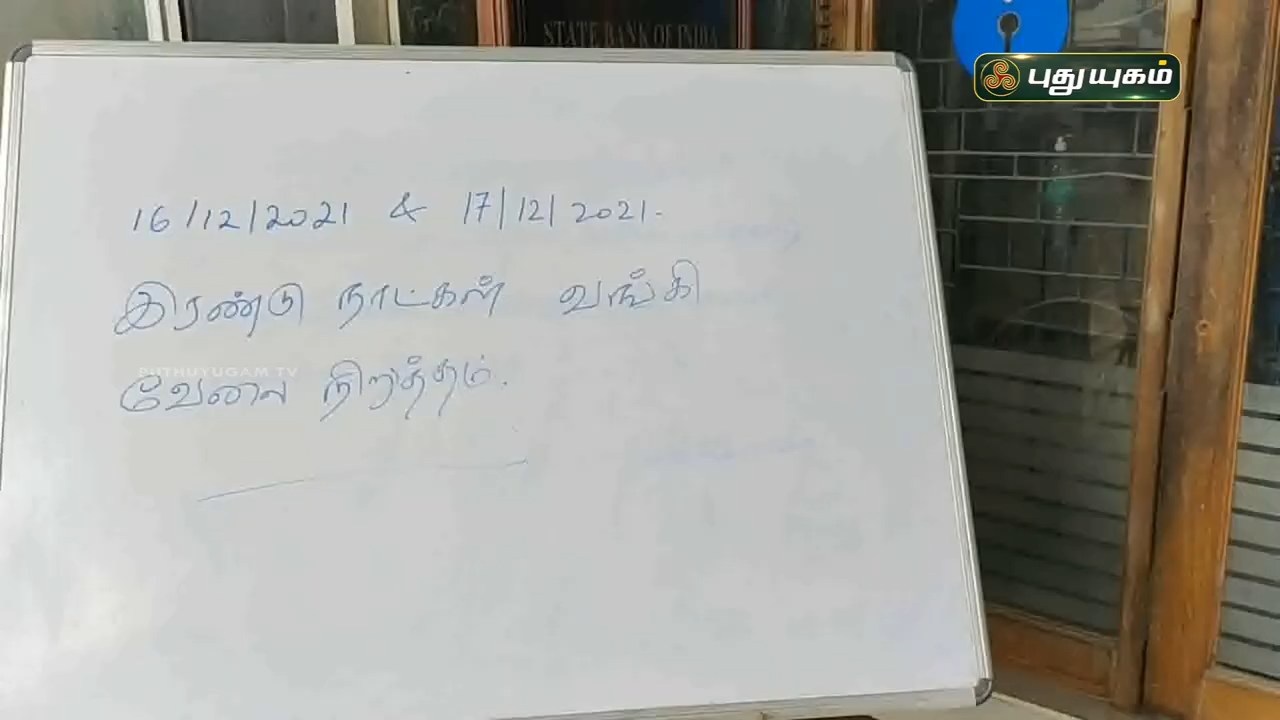 STATE BANK OF INDIA
புதுயுகம்
16/12/2021 & 17/12/2021.
இரண்டு நாட்கள் வங்கி
PUTHUYUGAM TV
வேலை நிறுத்தம்.